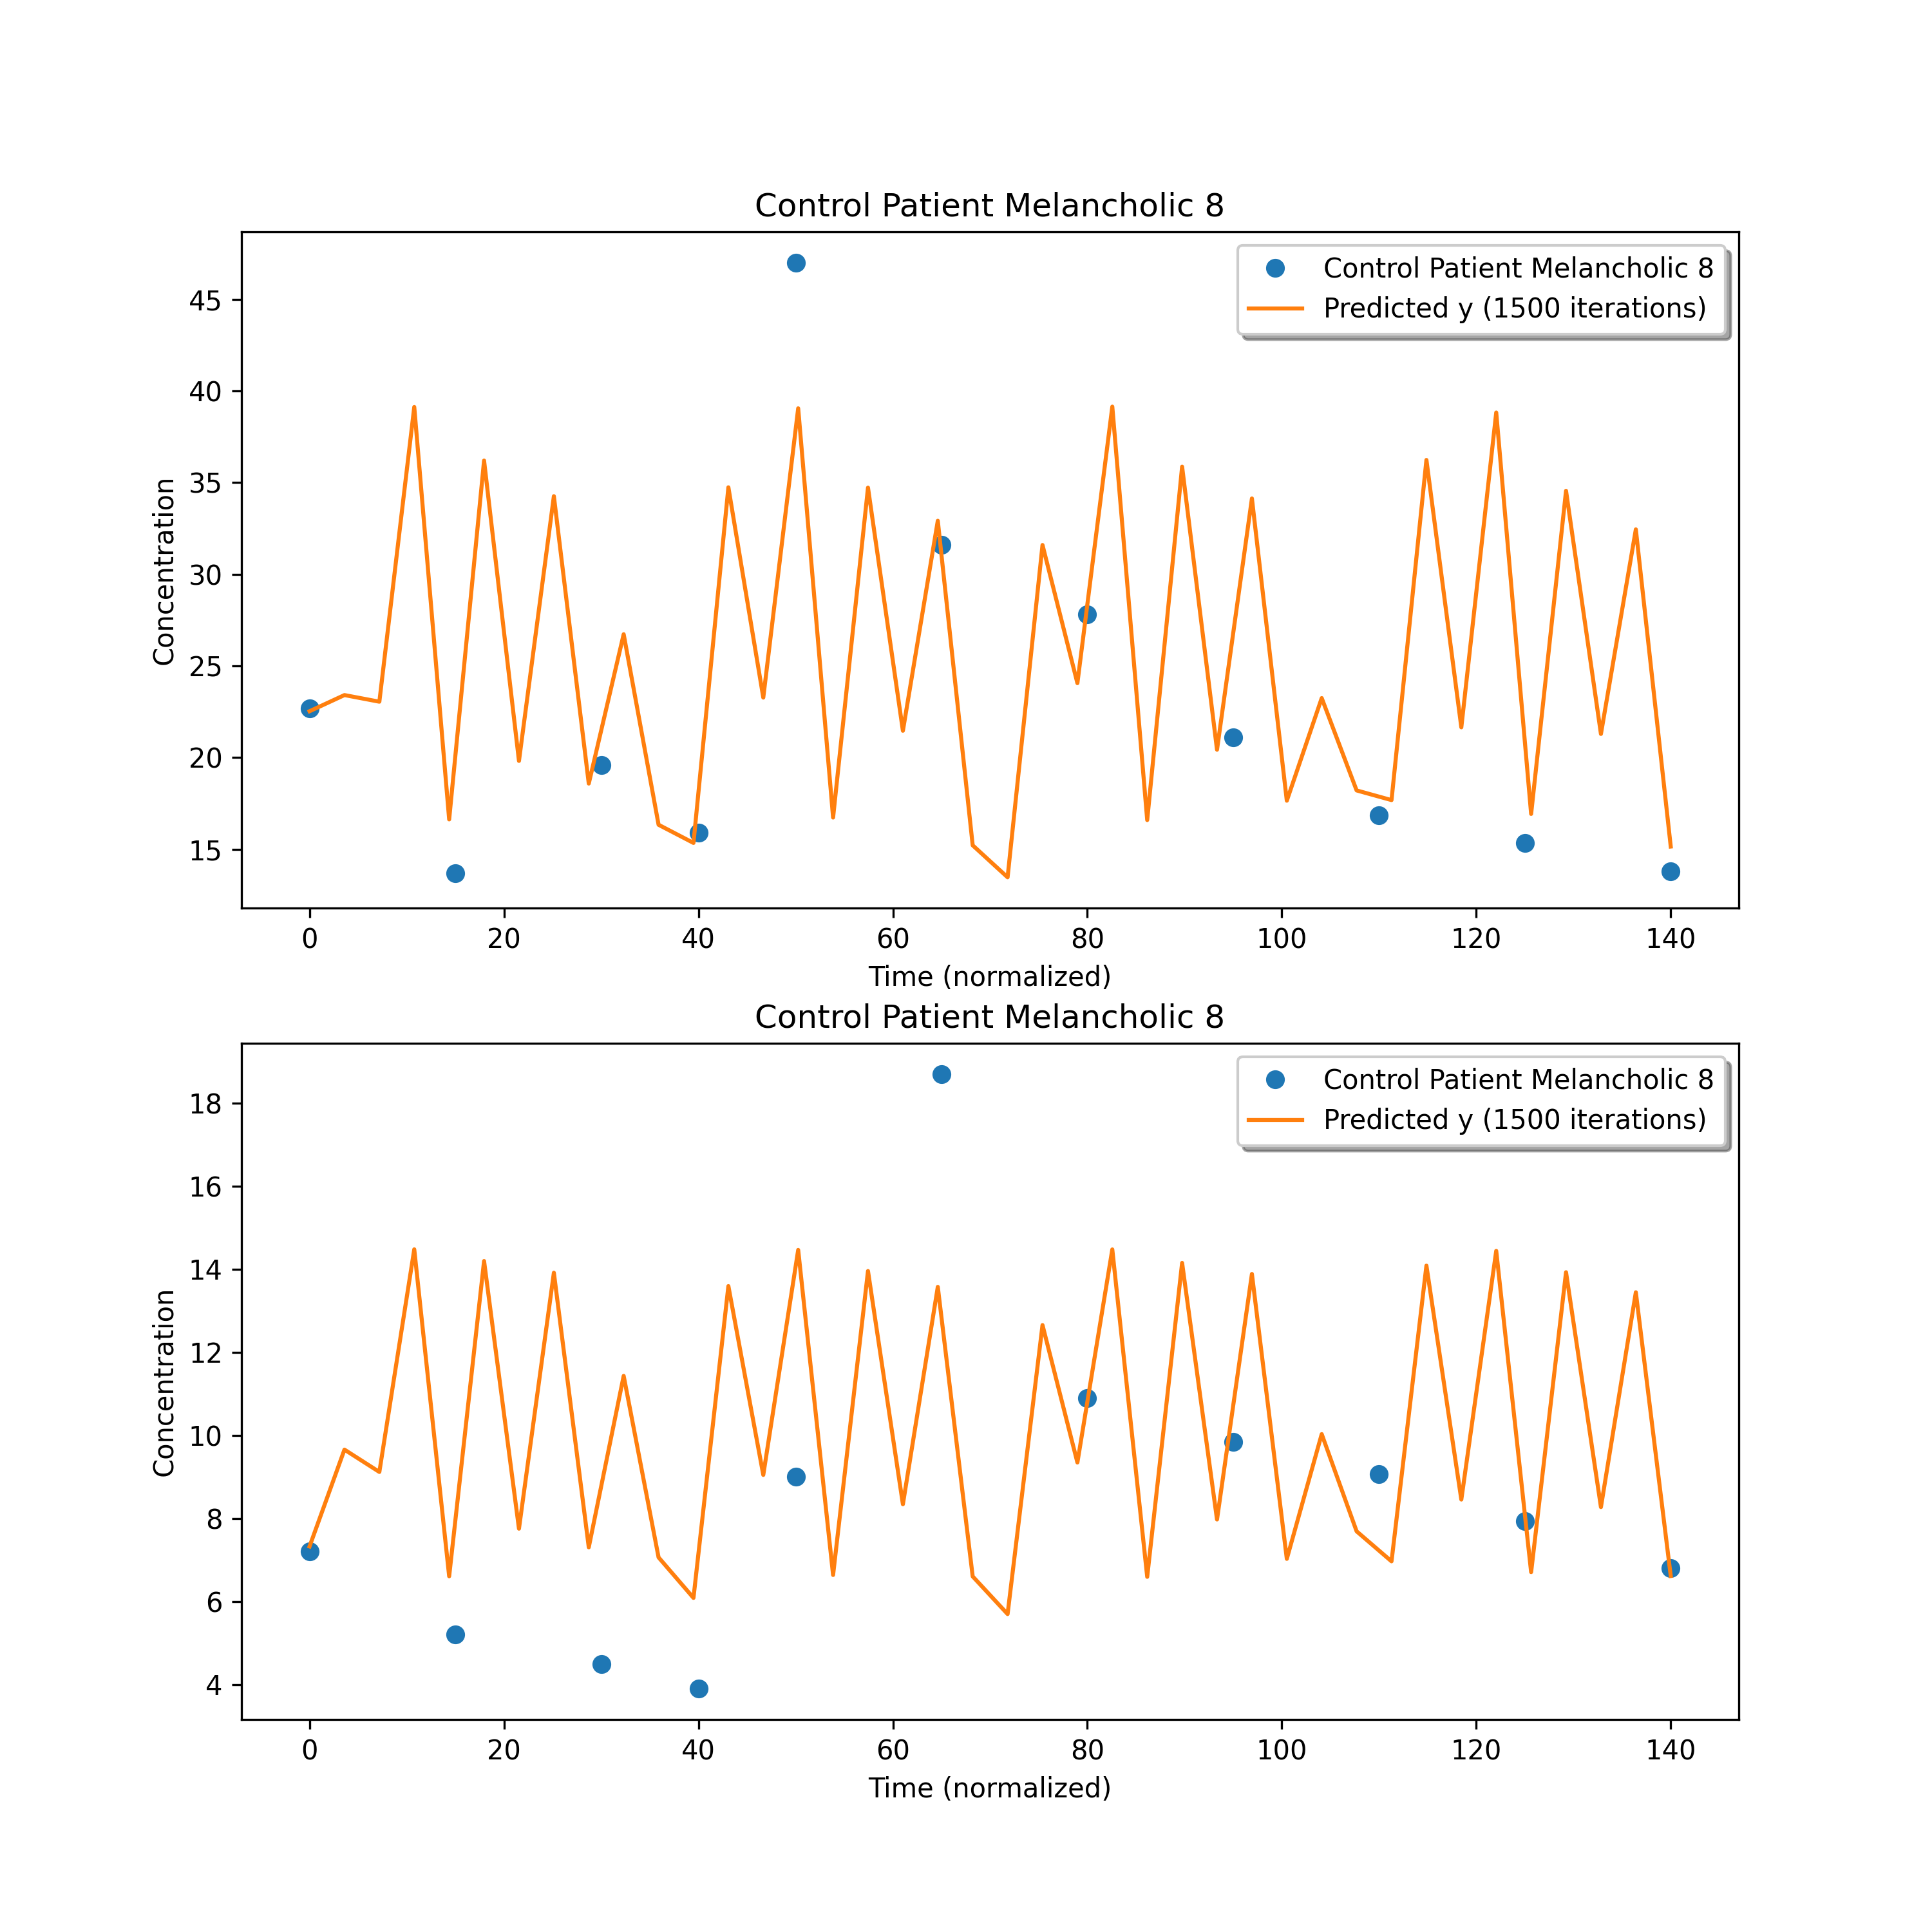 Control Patient Melancholic 8
Control Patient Melancholic 8
Predicted y (1500 iterations)
Concentration
45
40
35
30
25
20
15
0 20 40 60 80 100 120 140
Time (normalized)
Control Patient Melancholic 8
Control Patient Melancholic 8
Predicted y (1500 iterations)
Concentration
18
16
14
12
10
8
6
4
0 20 40 60 80 100 120 140
Time (normalized)